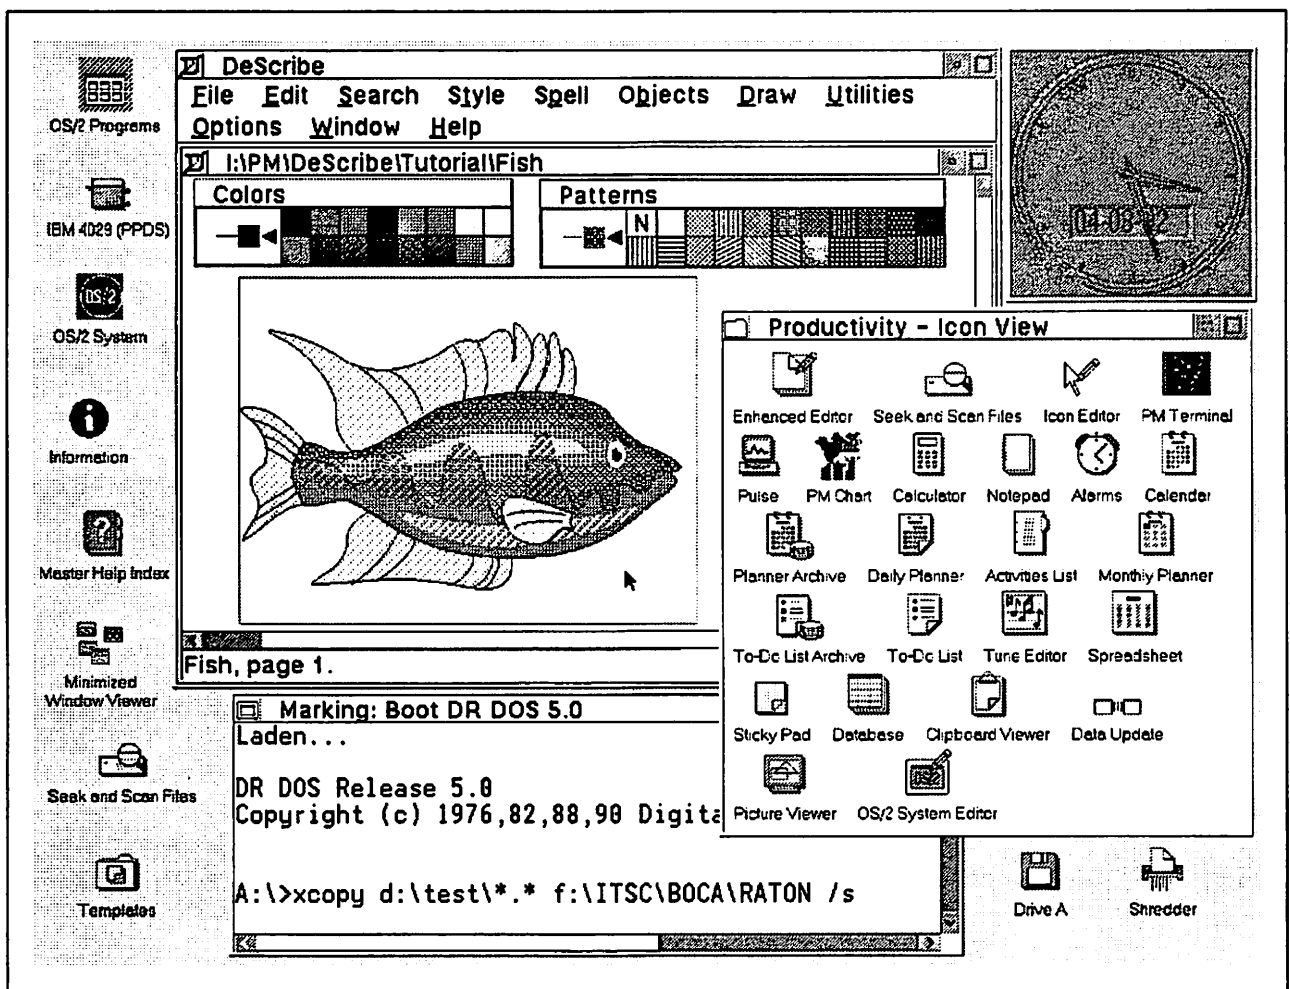 OS/2 Programs
IBM 4029 (PPDS)
OS/2
OS/2 System
Information
Master Help Index
Minimized
Window Viewer
Seek and Scan Files
Templates
DeScribe
File Edit Search Style Spell Objects Draw Utilities
Options Window Help
I:\PM\DeScribe\Tutorial\Fish
Colors
Patterns
N
Fish, page 1.
Marking: Boot DR DOS 5.0
Laden...
DR DOS Release 5.0
Copyright (c) 1976,82,88,90 Digita
A:\>xcopy d:\test\*.* f:\ITSC\BOCA\RATON /s
Productivity - Icon View
Enhanced Editor Seek and Scan Files Icon Editor PM Terminal
Pulse PM Chart Calculator Notepad Alarms Calendar
Planner Archive Daily Planner Activities List Monthly Planner
To-Do List Archive To-Do List Tune Editor Spreadsheet
Sticky Pad Database Clipboard Viewer Data Update
OS/2
Picture Viewer OS/2 System Editor
Drive A
Shredder